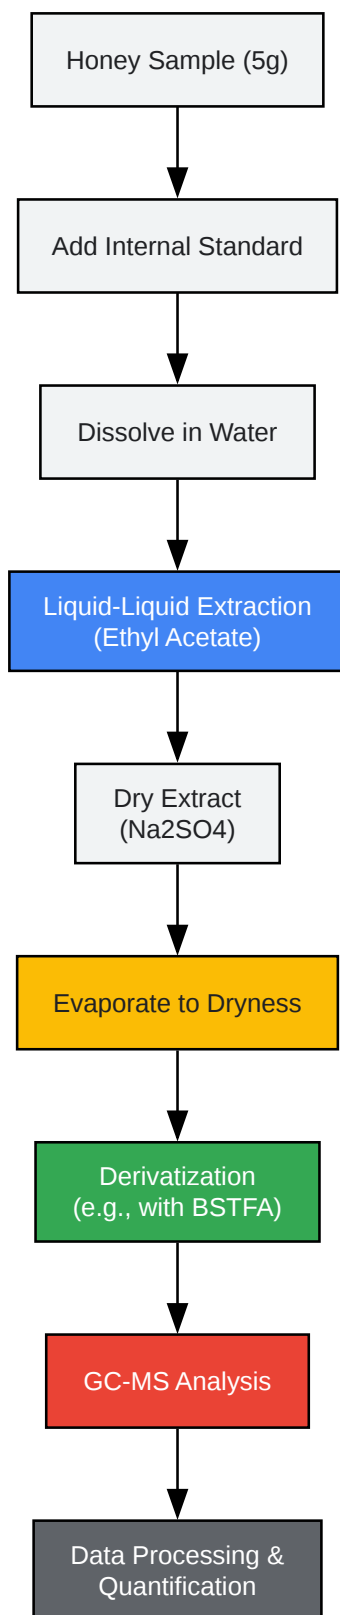 Honey Sample (5g)
Add Internal Standard
Dissolve in Water
Liquid-Liquid Extraction
(Ethyl Acetate)
Dry Extract
(Na2SO4)
Evaporate to Dryness
Derivatization
(e.g., with BSTFA)
GC-MS Analysis
Data Processing &
Quantification